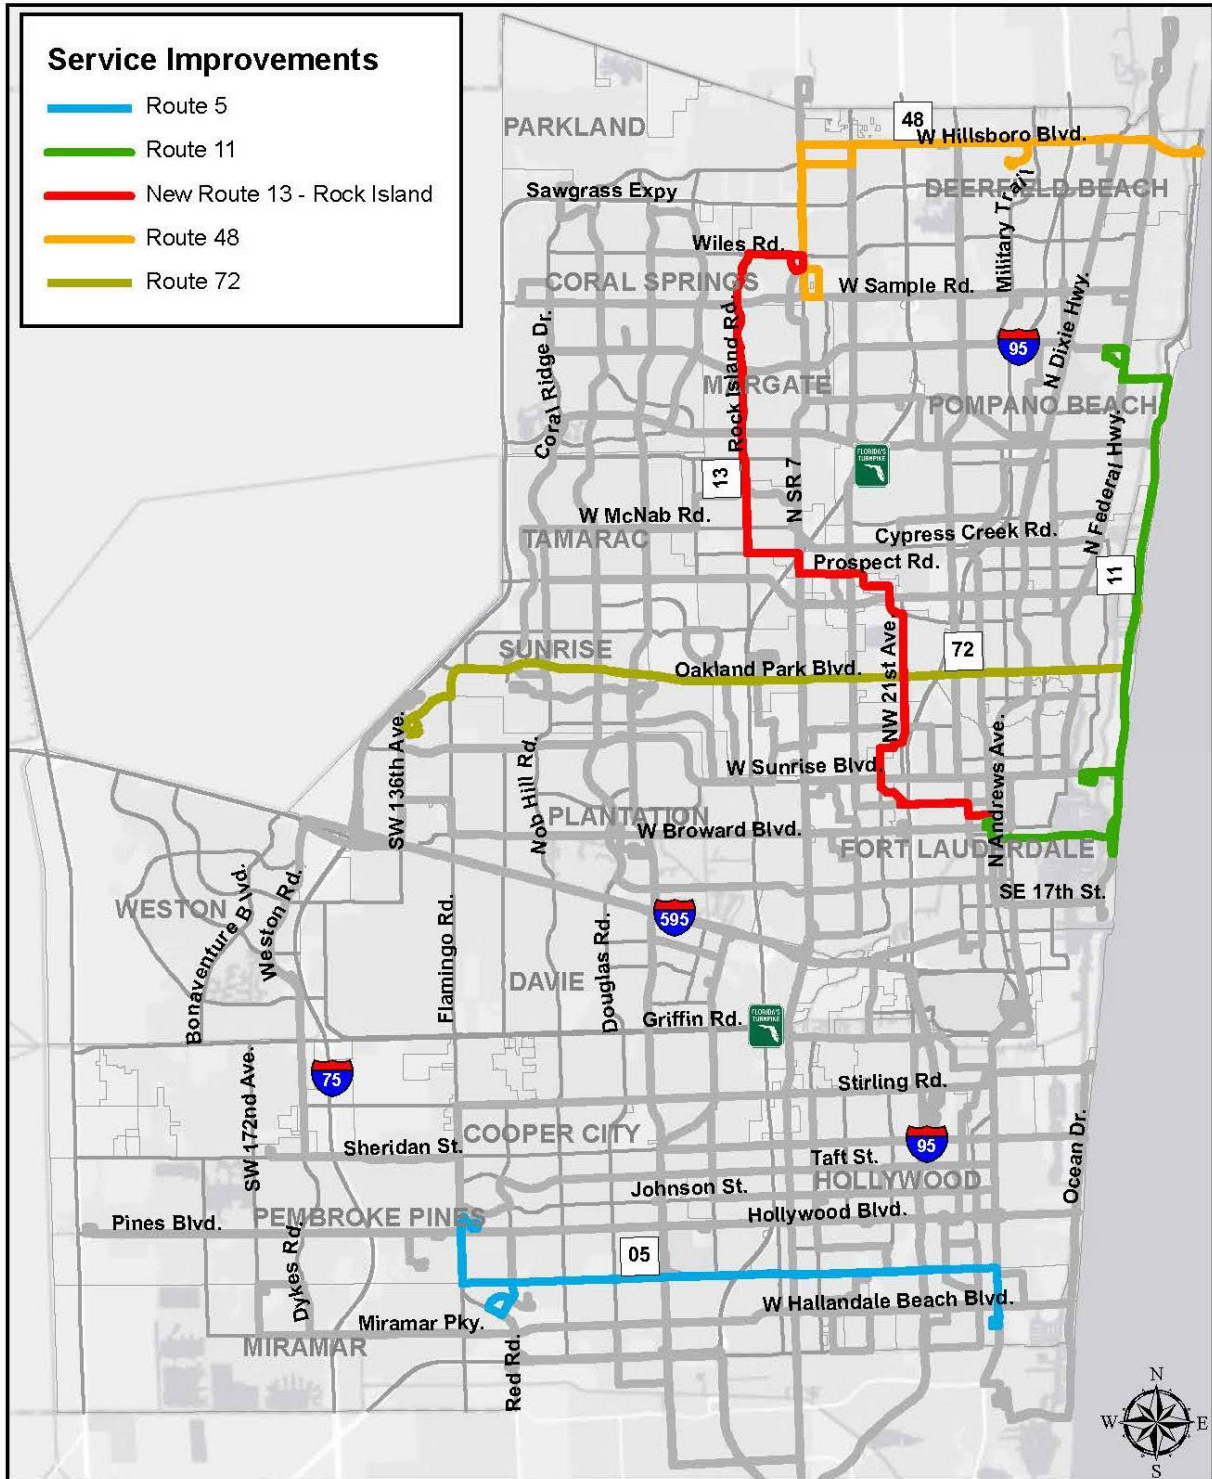 Service Improvements
Route 5
Route 11
New Route 13 - Rock Island
Route 48
Route 72
PARKLAND
48
W Hillsboro Blvd.
DEERFIELD BEACH
Military Trail
Sawgrass Expy
Wiles Rd.
CORAL SPRINGS
W Sample Rd.
95
N Dixie Hwy.
Coral Ridge Dr.
Rock Island Rd.
MARGATE
POMPANO BEACH
FLORIDA'S
TURNPIKE
13
N SR 7
N Federal Hwy.
W McNab Rd.
TAMARAC
Cypress Creek Rd.
Prospect Rd.
11
SUNRISE
72
Oakland Park Blvd.
NW 21st Ave.
SW 136th Ave.
Nob Hill Rd.
W Sunrise Blvd.
N Andrews Ave.
PLANTATION
W Broward Blvd.
FORT LAUDERDALE
SE 17th St.
WESTON
Bonaventure Blvd.
Weston Rd.
595
Flamingo Rd.
DAVIE
Douglas Rd.
Griffin Rd.
FLORIDA'S
TURNPIKE
75
SW 172nd Ave.
Stirling Rd.
COOPER CITY
Sheridan St.
95
Taft St.
HOLLYWOOD
Ocean Dr.
Johnson St.
PEMBROKE PINES
Pines Blvd.
Hollywood Blvd.
05
Dykes Rd.
W Hallandale Beach Blvd.
Miramar Pky.
MIRAMAR
Red Rd.
N
W
E
S